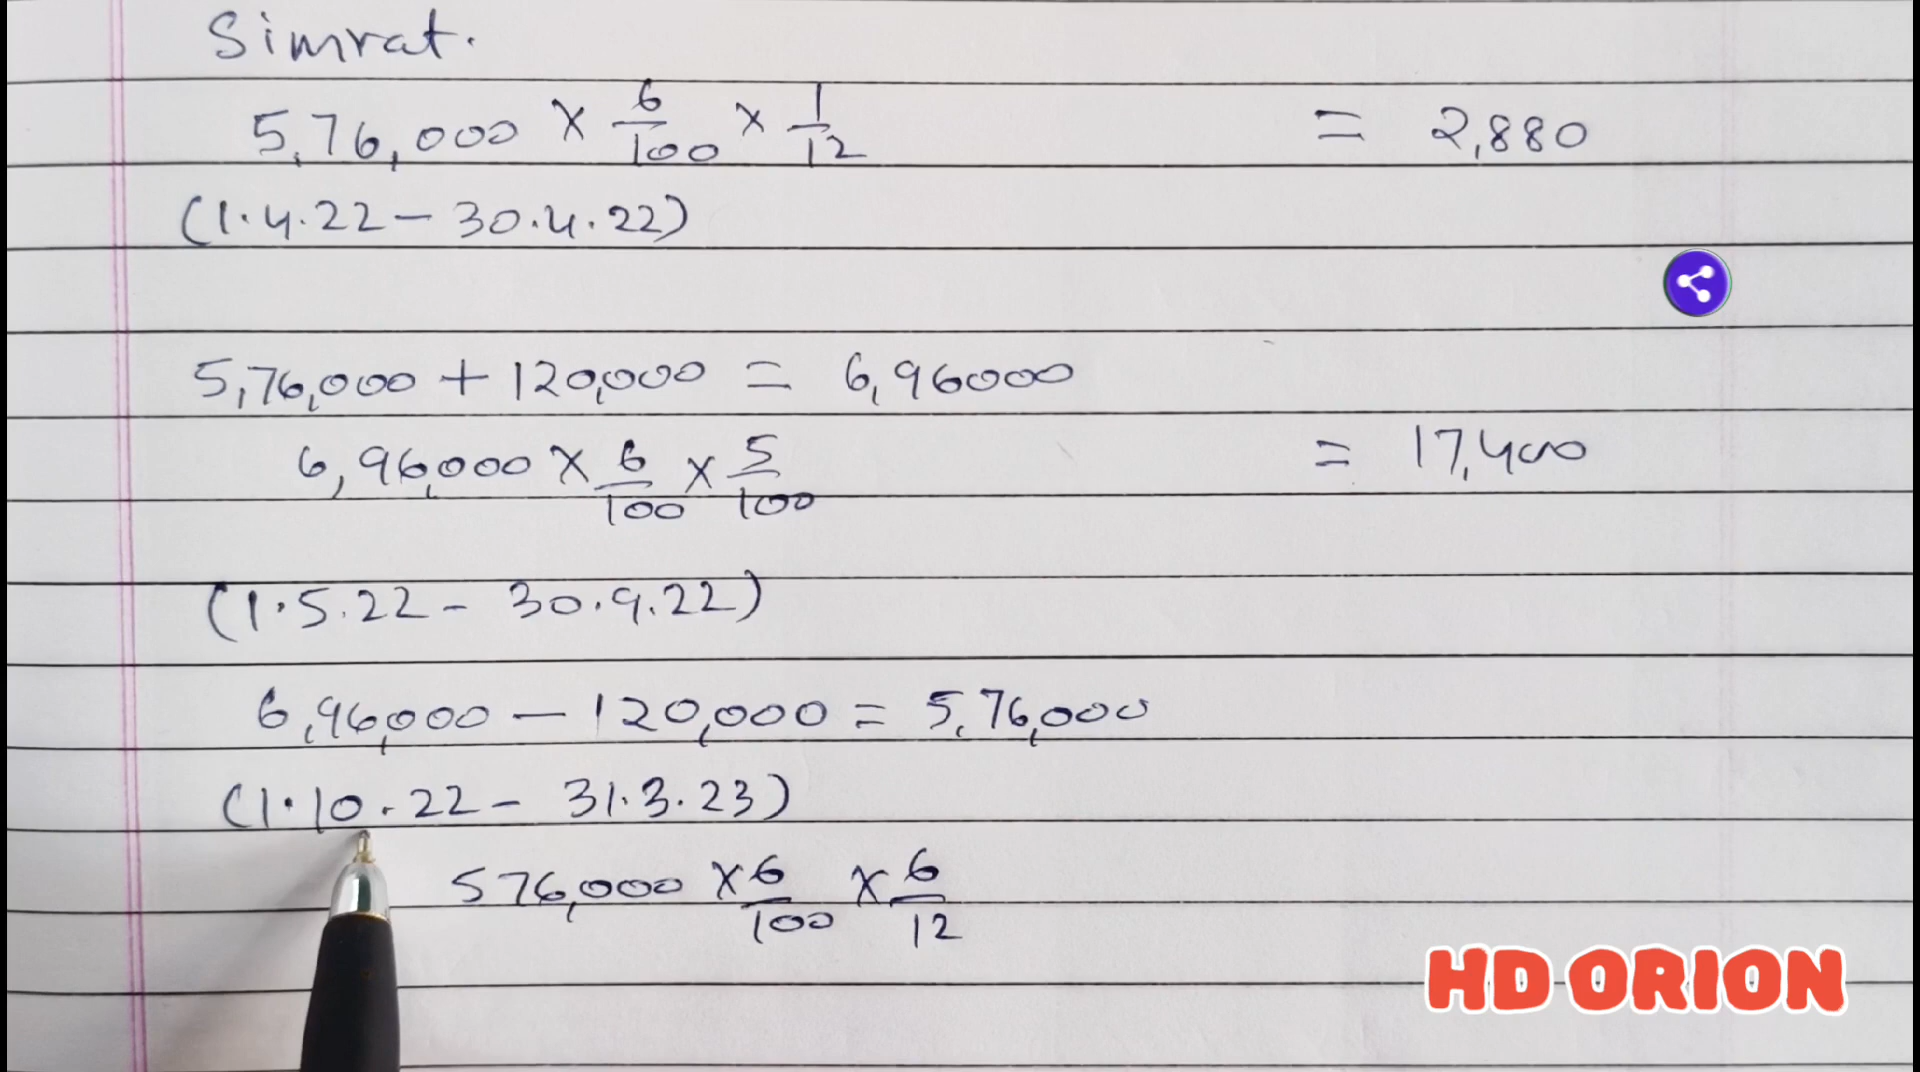 Simrat.
5,76,000 × 6/100 × 1/12 = 2,880
(1.4.22 - 30.4.22)
5,76,000 + 120,000 = 6,96000
6,96,000 × 6/100 × 5/100 = 17,400
(1.5.22 - 30.9.22)
6,96,000 - 120,000 = 5,76,000
(1.10.22 - 31.3.23)
576,000 × 6/100 × 6/12
HD ORION